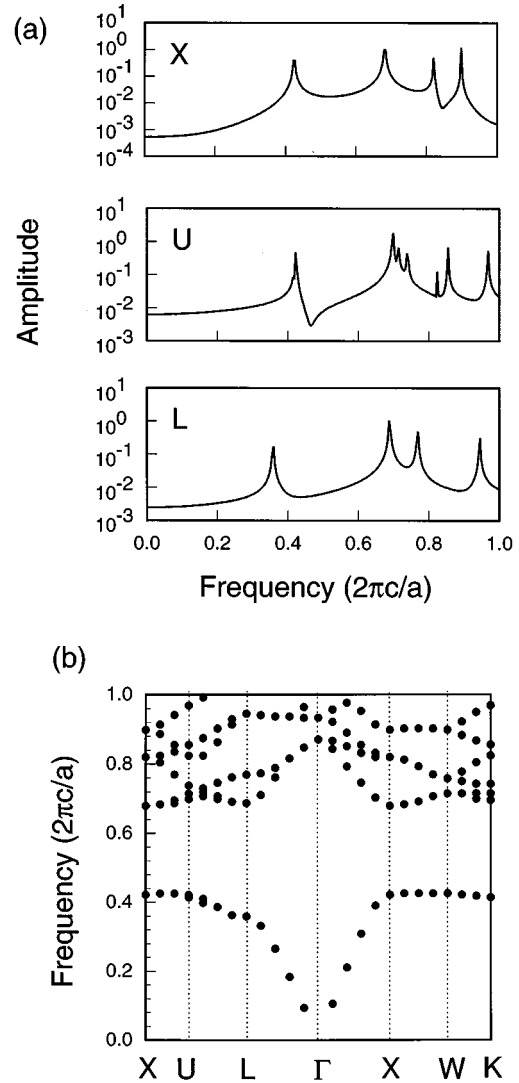 (a)
X
10^1
10^0
10^-1
10^-2
10^-3
10^-4
U
10^1
10^0
10^-1
10^-2
10^-3
L
10^1
10^0
10^-1
10^-2
10^-3
Amplitude
0.0 0.2 0.4 0.6 0.8 1.0
Frequency (2πc/a)
(b)
1.0
0.8
0.6
0.4
0.2
0.0
Frequency (2πc/a)
X U L Γ X W K